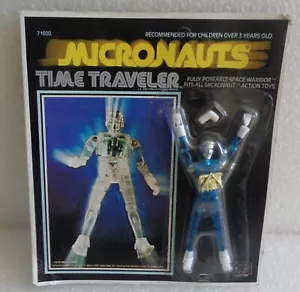 71000
RECOMMENDED FOR CHILDREN OVER 3 YEARS OLD
MICRONAUTS
TIME TRAVELER
FULLY POSEABLE SPACE WARRIOR
FITS ALL MICRONAUT ACTION TOYS